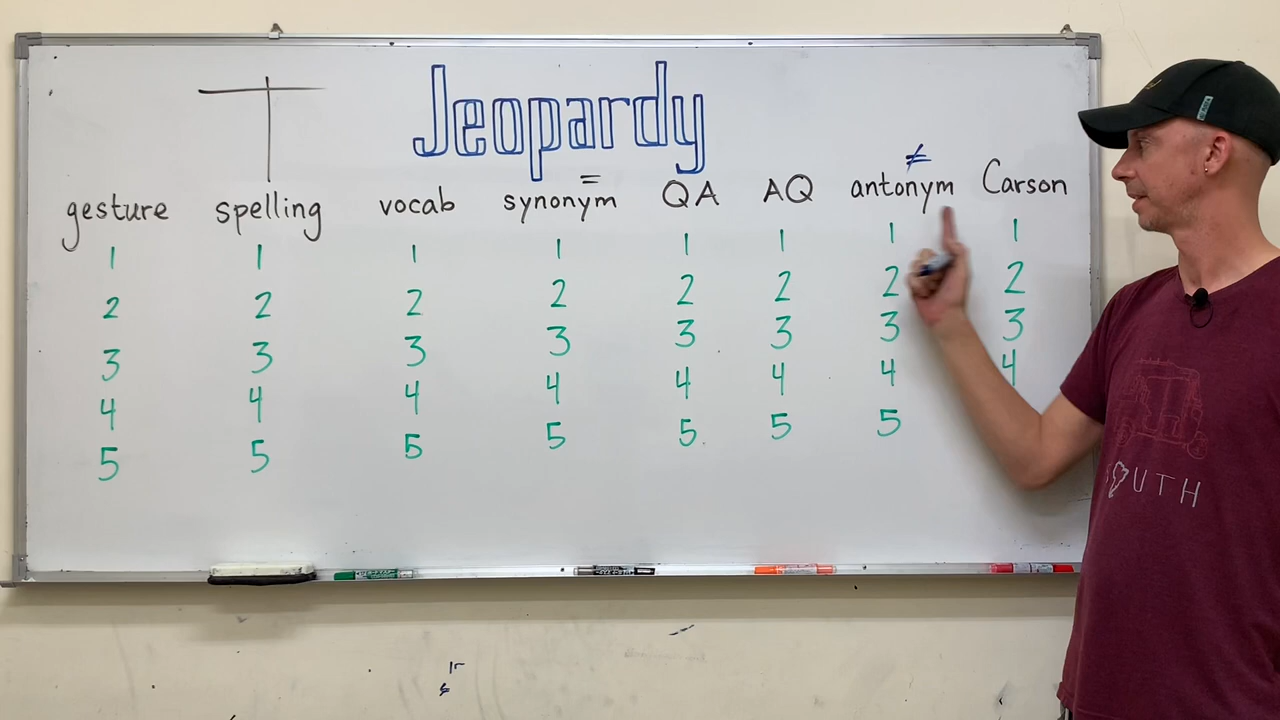 Jeopardy
= ≠
gesture spelling vocab synonym QA AQ antonym Carson
1 1 1 1 1 1 1 1
2 2 2 2 2 2 2 2
3 3 3 3 3 3 3 3
4 4 4 4 4 4 4 4
5 5 5 5 5 5 5
SOUTH